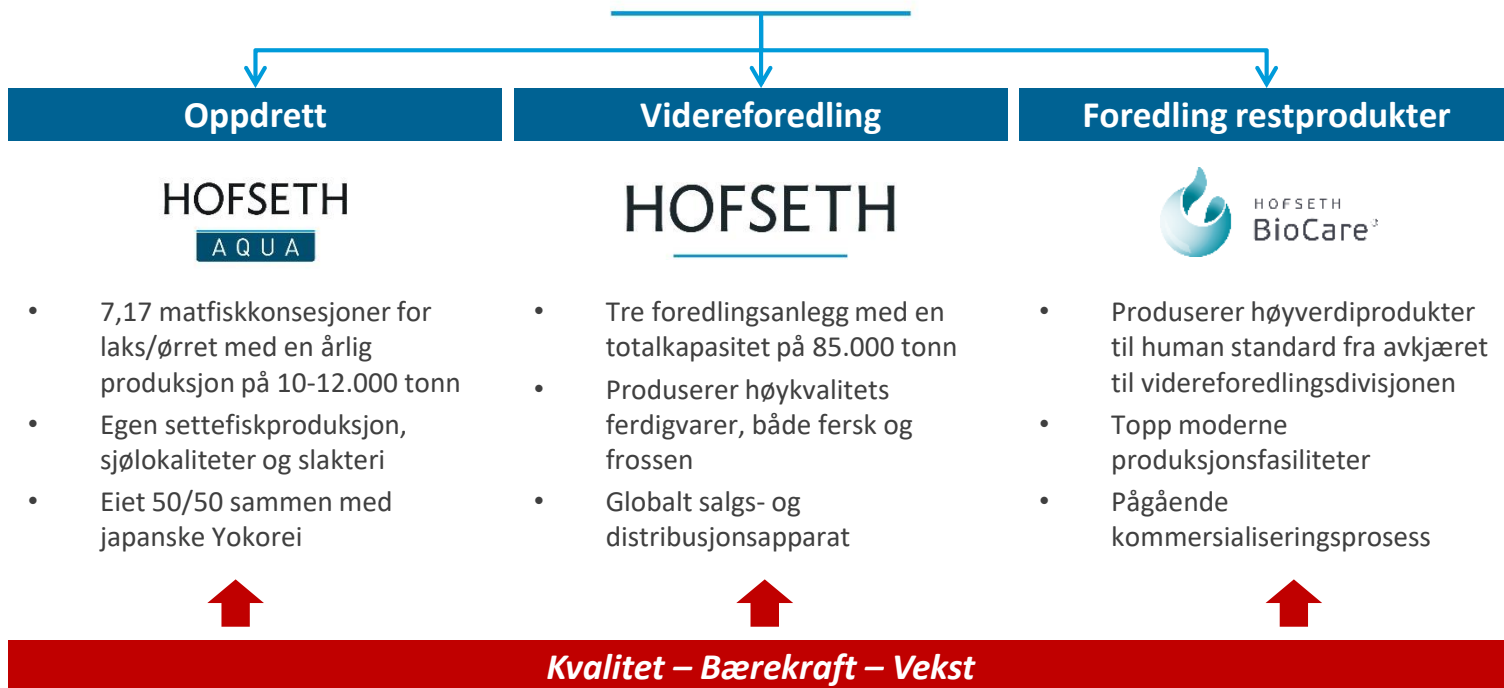 Oppdrett
HOFSETH
AQUA
• 7,17 matfiskkonsesjoner for
laks/ørret med en årlig
produksjon på 10-12.000 tonn
• Egen settefiskproduksjon,
sjølokaliteter og slakteri
• Eiet 50/50 sammen med
japanske Yokorei
Videreforedling
HOFSETH
• Tre foredlingsanlegg med en
totalkapasitet på 85.000 tonn
• Produserer høykvalitets
ferdigvarer, både fersk og
frossen
• Globalt salgs- og
distribusjonsapparat
Foredling restprodukter
HOFSETH
BioCare
• Produserer høyverdiprodukter
til human standard fra avkjæret
til videreforedlingsdivisjonen
• Topp moderne
produksjonsfasiliteter
• Pågående
kommersialiseringsprosess
Kvalitet – Bærekraft – Vekst